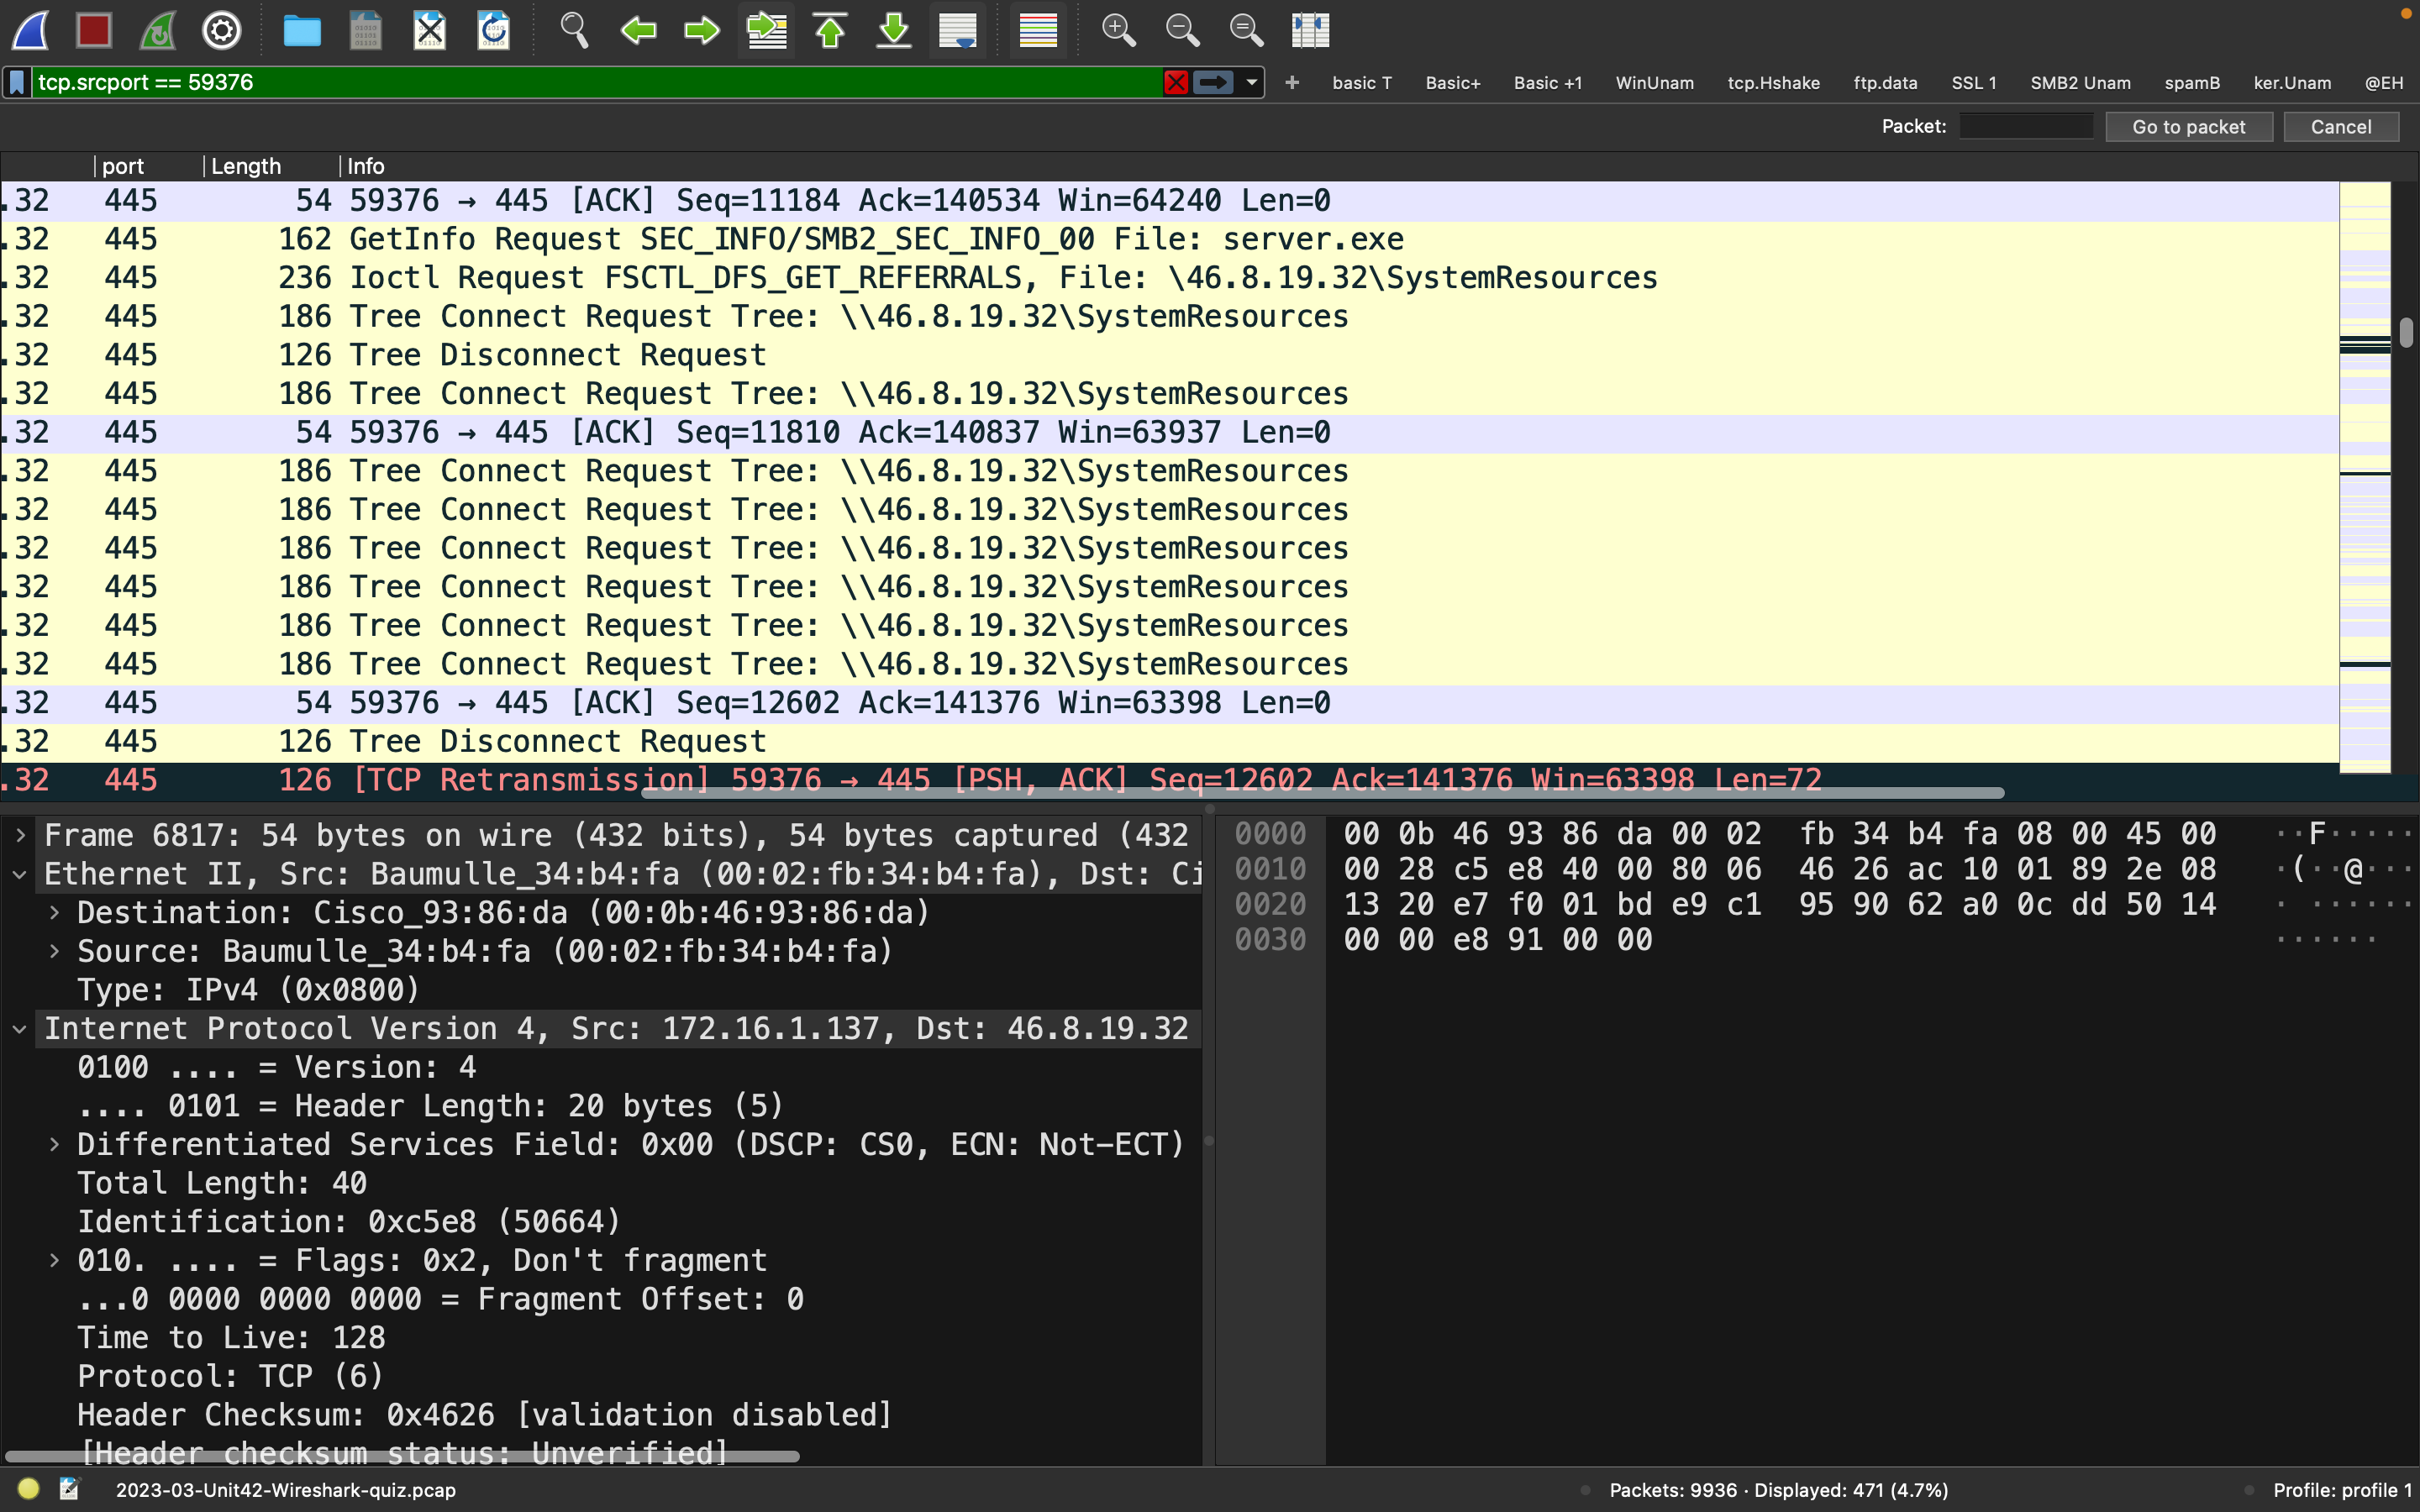 tcp.srcport == 59376
+ basic T Basic+ Basic +1 WinUnam tcp.Hshake ftp.data SSL 1 SMB2 Unam spamB ker.Unam @EH
Packet: Go to packet Cancel
port Length Info
.32 445 54 59376 → 445 [ACK] Seq=11184 Ack=140534 Win=64240 Len=0
.32 445 162 GetInfo Request SEC_INFO/SMB2_SEC_INFO_00 File: server.exe
.32 445 236 Ioctl Request FSCTL_DFS_GET_REFERRALS, File: \46.8.19.32\SystemResources
.32 445 186 Tree Connect Request Tree: \\46.8.19.32\SystemResources
.32 445 126 Tree Disconnect Request
.32 445 186 Tree Connect Request Tree: \\46.8.19.32\SystemResources
.32 445 54 59376 → 445 [ACK] Seq=11810 Ack=140837 Win=63937 Len=0
.32 445 186 Tree Connect Request Tree: \\46.8.19.32\SystemResources
.32 445 186 Tree Connect Request Tree: \\46.8.19.32\SystemResources
.32 445 186 Tree Connect Request Tree: \\46.8.19.32\SystemResources
.32 445 186 Tree Connect Request Tree: \\46.8.19.32\SystemResources
.32 445 186 Tree Connect Request Tree: \\46.8.19.32\SystemResources
.32 445 186 Tree Connect Request Tree: \\46.8.19.32\SystemResources
.32 445 54 59376 → 445 [ACK] Seq=12602 Ack=141376 Win=63398 Len=0
.32 445 126 Tree Disconnect Request
.32 445 126 [TCP Retransmission] 59376 → 445 [PSH, ACK] Seq=12602 Ack=141376 Win=63398 Len=72
Frame 6817: 54 bytes on wire (432 bits), 54 bytes captured (432
Ethernet II, Src: Baumulle_34:b4:fa (00:02:fb:34:b4:fa), Dst: Ci
Destination: Cisco_93:86:da (00:0b:46:93:86:da)
Source: Baumulle_34:b4:fa (00:02:fb:34:b4:fa)
Type: IPv4 (0x0800)
Internet Protocol Version 4, Src: 172.16.1.137, Dst: 46.8.19.32
0100 .... = Version: 4
.... 0101 = Header Length: 20 bytes (5)
Differentiated Services Field: 0x00 (DSCP: CS0, ECN: Not-ECT)
Total Length: 40
Identification: 0xc5e8 (50664)
010. .... = Flags: 0x2, Don't fragment
...0 0000 0000 0000 = Fragment Offset: 0
Time to Live: 128
Protocol: TCP (6)
Header Checksum: 0x4626 [validation disabled]
[Header checksum status: Unverified]
0000 00 0b 46 93 86 da 00 02 fb 34 b4 fa 08 00 45 00 ··F·····
0010 00 28 c5 e8 40 00 80 06 46 26 ac 10 01 89 2e 08 ·(··@···
0020 13 20 e7 f0 01 bd e9 c1 95 90 62 a0 0c dd 50 14 · ······
0030 00 00 e8 91 00 00 ······
2023-03-Unit42-Wireshark-quiz.pcap Packets: 9936 · Displayed: 471 (4.7%) Profile: profile 1